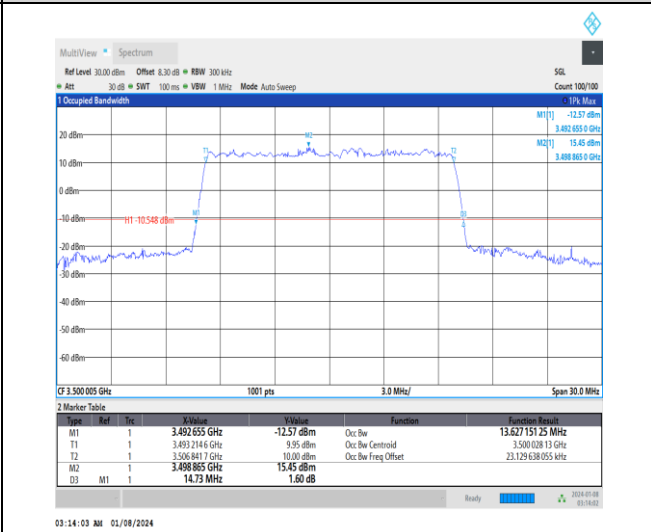 MultiView Spectrum
Ref Level 30.00 dBm Offset 8.30 dB RBW 300 kHz SGL
Att 30 dB SWT 100 ms VBW 1 MHz Mode Auto Sweep Count 100/100
1 Occupied Bandwidth 1Pk Max
M1[1] -12.57 dBm
3.492 655 0 GHz
20 dBm M2 M2[1] 15.45 dBm
T1 T2 3.498 865 0 GHz
10 dBm
0 dBm
-10 dBm H1 -10.548 dBm M1 D3
-20 dBm
-30 dBm
-40 dBm
-50 dBm
-60 dBm
CF 3.500 005 GHz 1001 pts 3.0 MHz/ Span 30.0 MHz
2 Marker Table
Type Ref Trc X-Value Y-Value Function Function Result
M1 1 3.492 655 GHz -12.57 dBm Occ Bw 13.627 151 25 MHz
T1 1 3.493 214 6 GHz 9.95 dBm Occ Bw Centroid 3.500 028 13 GHz
T2 1 3.506 841 7 GHz 10.00 dBm Occ Bw Freq Offset 23.129 638 055 kHz
M2 1 3.498 865 GHz 15.45 dBm
D3 M1 1 14.73 MHz 1.60 dB
Ready 2024-01-08
03:14:02
03:14:03 AM 01/08/2024